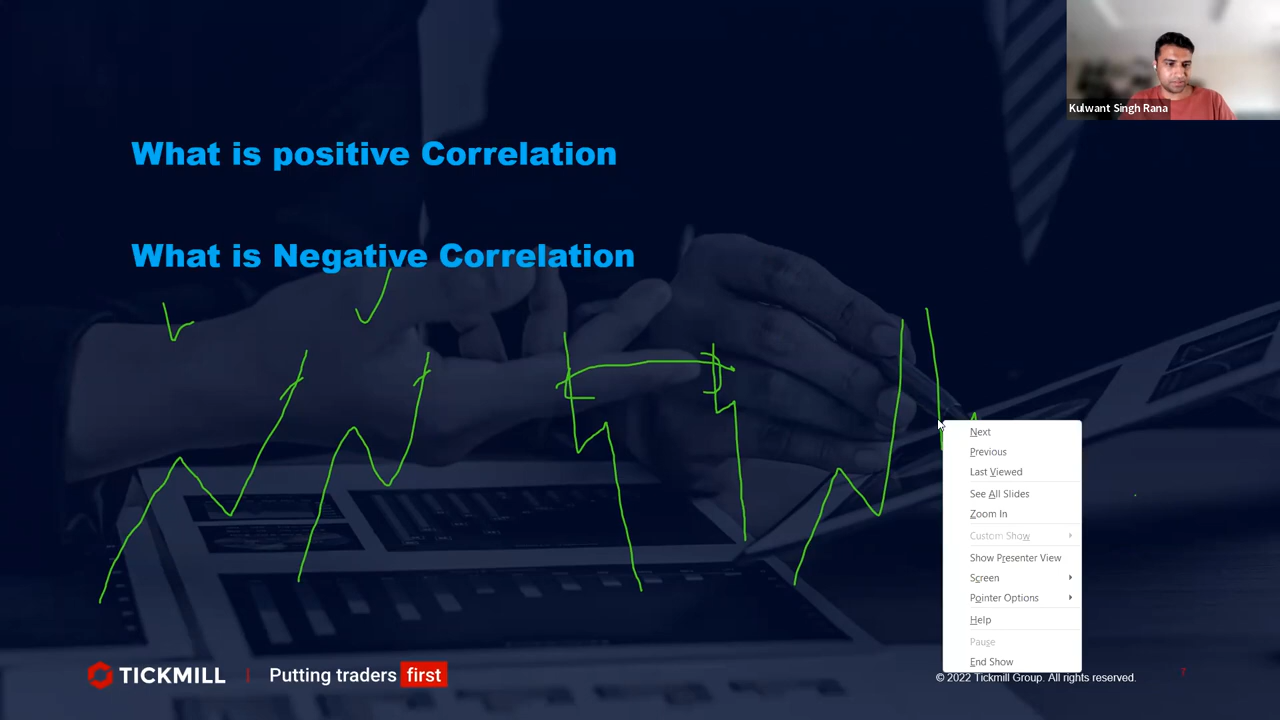 Kulwant Singh Rana
What is positive Correlation
What is Negative Correlation
Next
Previous
Last Viewed
See All Slides
Zoom In
Custom Show
Show Presenter View
Screen
Pointer Options
Help
Pause
End Show
TICKMILL | Putting traders first
© 2022 Tickmill Group. All rights reserved.
7